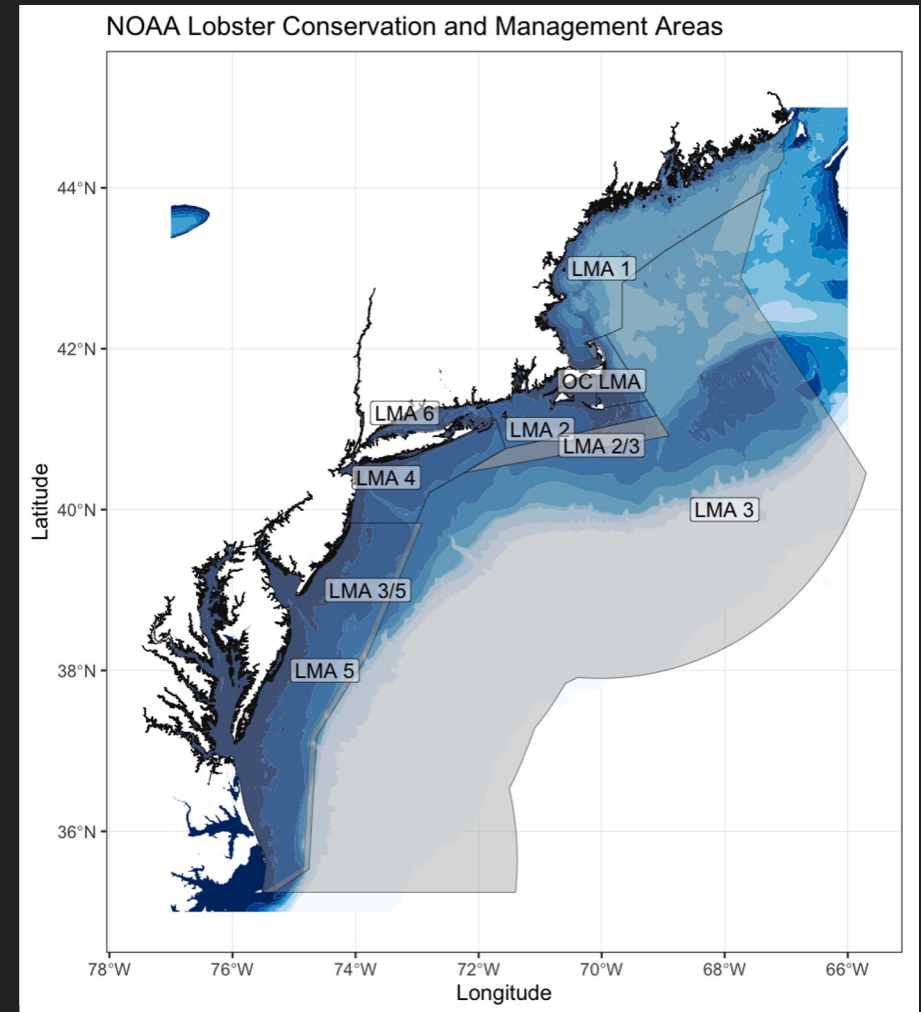 NOAA Lobster Conservation and Management Areas
44°N
LMA 1
42°N
OC LMA
LMA 6
LMA 2
LMA 2/3
LMA 4
40°N
LMA 3
LMA 3/5
38°N
LMA 5
36°N
78°W 76°W 74°W 72°W 70°W 68°W 66°W
Longitude
Latitude